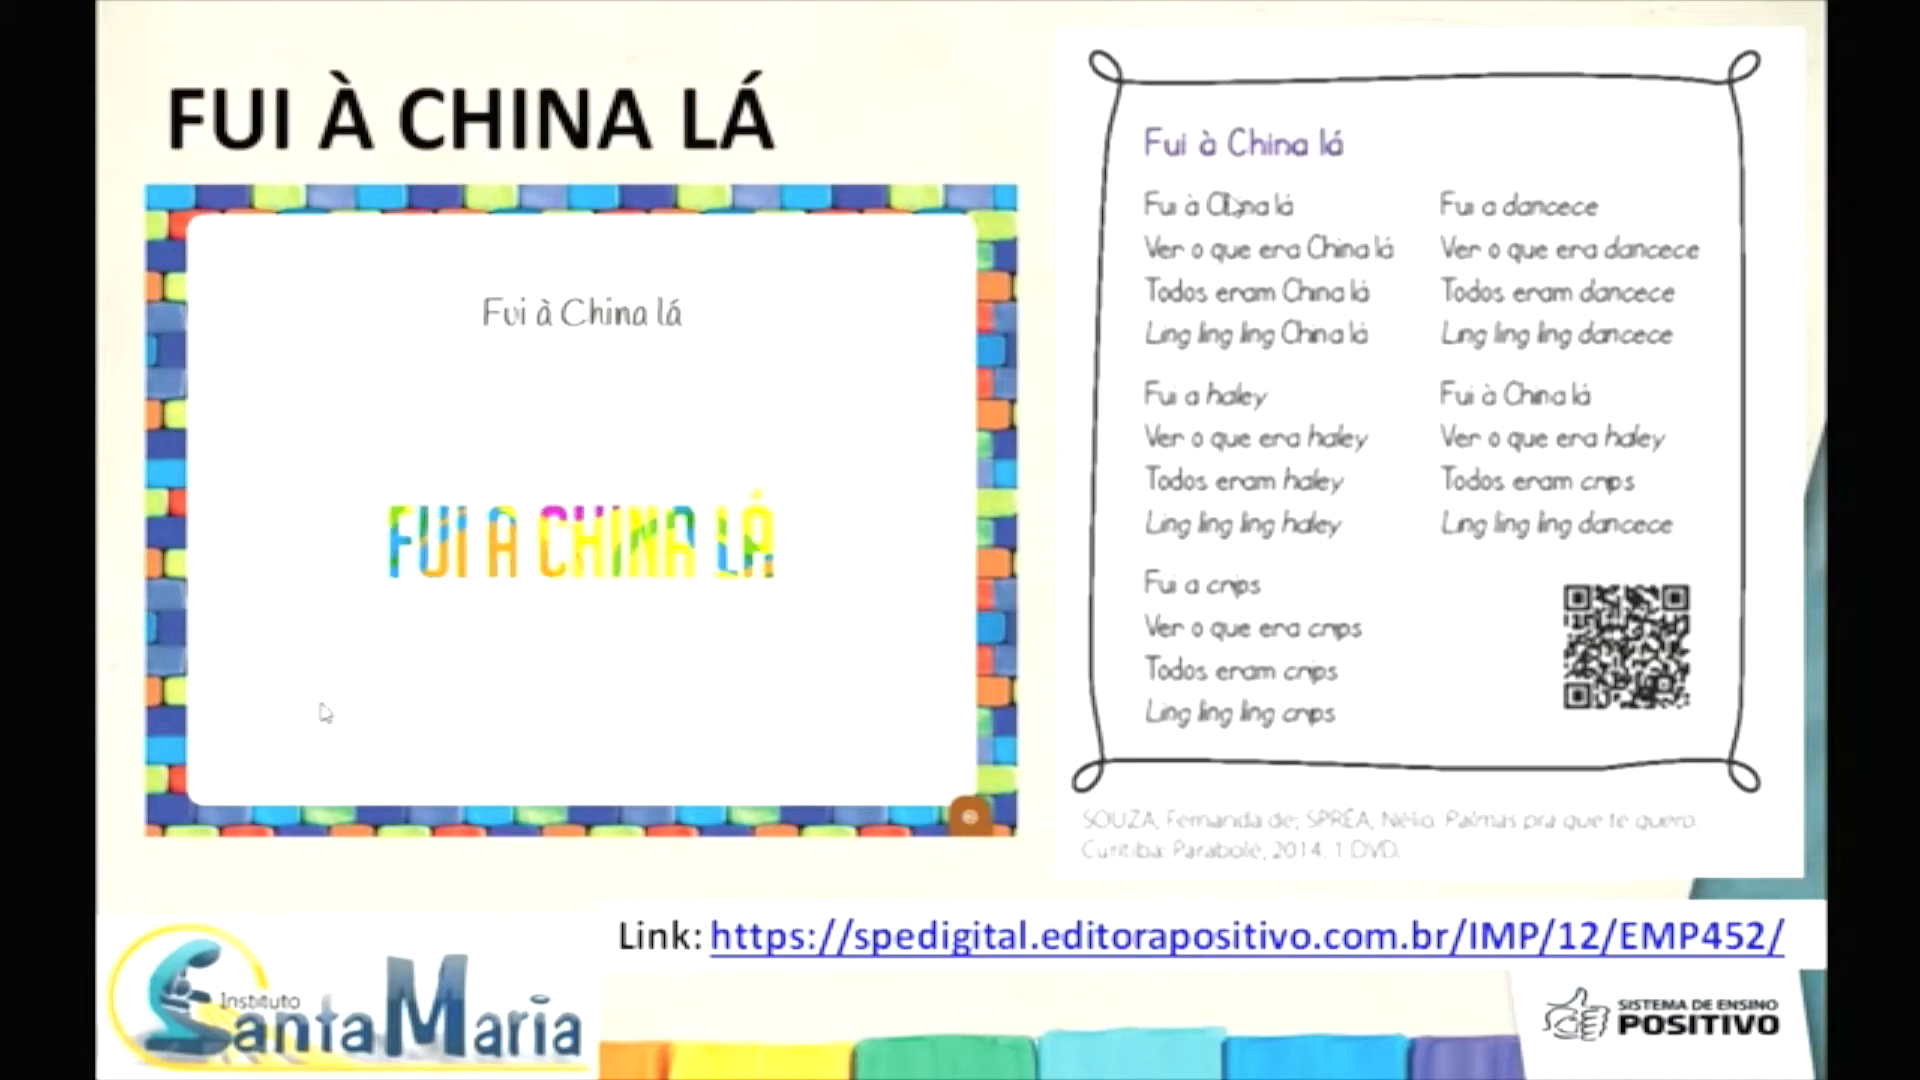 FUI À CHINA LÁ
Fui à China lá
FUI A CHINA LÁ
Fui à China lá
Fui à China lá
Ver o que era China lá
Todos eram China lá
Ling ling ling China lá
Fui a haley
Ver o que era haley
Todos eram haley
Ling ling ling haley
Fui a crips
Ver o que era crips
Todos eram crips
Ling ling ling crips
Fui a dancece
Ver o que era dancece
Todos eram dancece
Ling ling ling dancece
Fui à China lá
Ver o que era haley
Todos eram crips
Ling ling ling dancece
SOUZA, Fernanda de; SPRÉA, Nélio. Palmas pra que te quero.
Curitiba: Parabolé, 2014. 1 DVD.
Link: https://spedigital.editorapositivo.com.br/IMP/12/EMP452/
Instituto
Santa Maria
SISTEMA DE ENSINO
POSITIVO